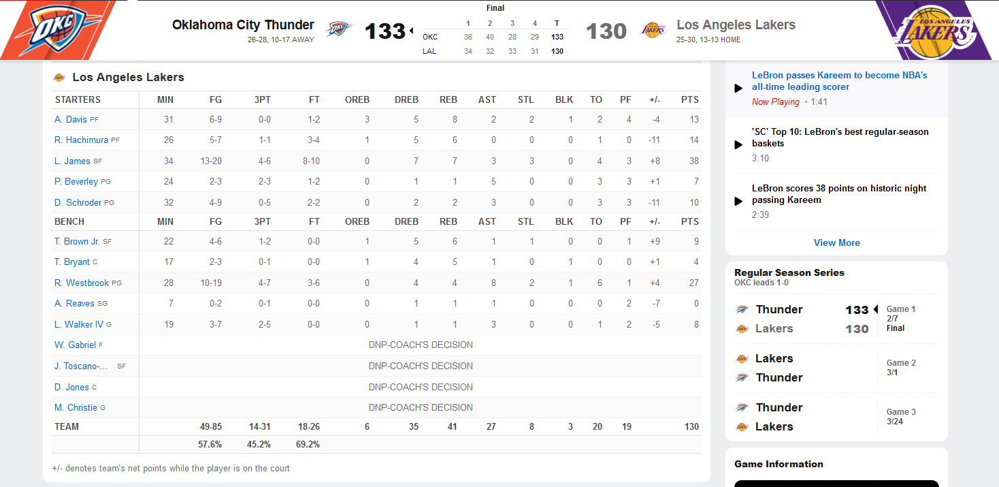 Final
Oklahoma City Thunder 133 130 Los Angeles Lakers
26-28, 10-17 AWAY 25-30, 13-13 HOME
1 2 3 4 T
OKC 36 40 28 29 133
LAL 34 32 33 31 130
OKC
LOS ANGELES
LAKERS
Los Angeles Lakers
STARTERS MIN FG 3PT FT OREB DREB REB AST STL BLK TO PF +/- PTS
A. Davis PF 31 6-9 0-0 1-2 3 5 8 2 2 1 2 4 -4 13
R. Hachimura PF 26 5-7 1-1 3-4 1 5 6 0 0 0 1 0 -11 14
L. James SF 34 13-20 4-6 8-10 0 7 7 3 3 0 4 3 +8 38
P. Beverley PG 24 2-3 2-3 1-2 0 1 1 5 0 0 3 3 +1 7
D. Schroder PG 32 4-9 0-5 2-2 0 2 2 3 0 0 3 3 -11 10
BENCH MIN FG 3PT FT OREB DREB REB AST STL BLK TO PF +/- PTS
T. Brown Jr. SF 22 4-6 1-2 0-0 1 5 6 1 1 0 0 1 +9 9
T. Bryant C 17 2-3 0-1 0-0 1 4 5 1 0 1 0 0 +1 4
R. Westbrook PG 28 10-19 4-7 3-6 0 4 4 8 2 1 6 1 +4 27
A. Reaves SG 7 0-2 0-1 0-0 0 1 1 1 0 0 0 2 -7 0
L. Walker IV G 19 3-7 2-5 0-0 0 1 1 3 0 0 1 2 -5 8
W. Gabriel F DNP-COACH'S DECISION
J. Toscano-... SF DNP-COACH'S DECISION
D. Jones C DNP-COACH'S DECISION
M. Christie G DNP-COACH'S DECISION
TEAM 49-85 14-31 18-26 6 35 41 27 8 3 20 19 130
57.6% 45.2% 69.2%
+/- denotes team's net points while the player is on the court
LeBron passes Kareem to become NBA's
all-time leading scorer
Now Playing • 1:41
'SC' Top 10: LeBron's best regular-season
baskets
3:10
LeBron scores 38 points on historic night
passing Kareem
2:39
View More
Regular Season Series
OKC leads 1-0
Thunder 133
Lakers 130
Game 1
2/7
Final
Lakers
Thunder
Game 2
3/1
Thunder
Lakers
Game 3
3/24
Game Information